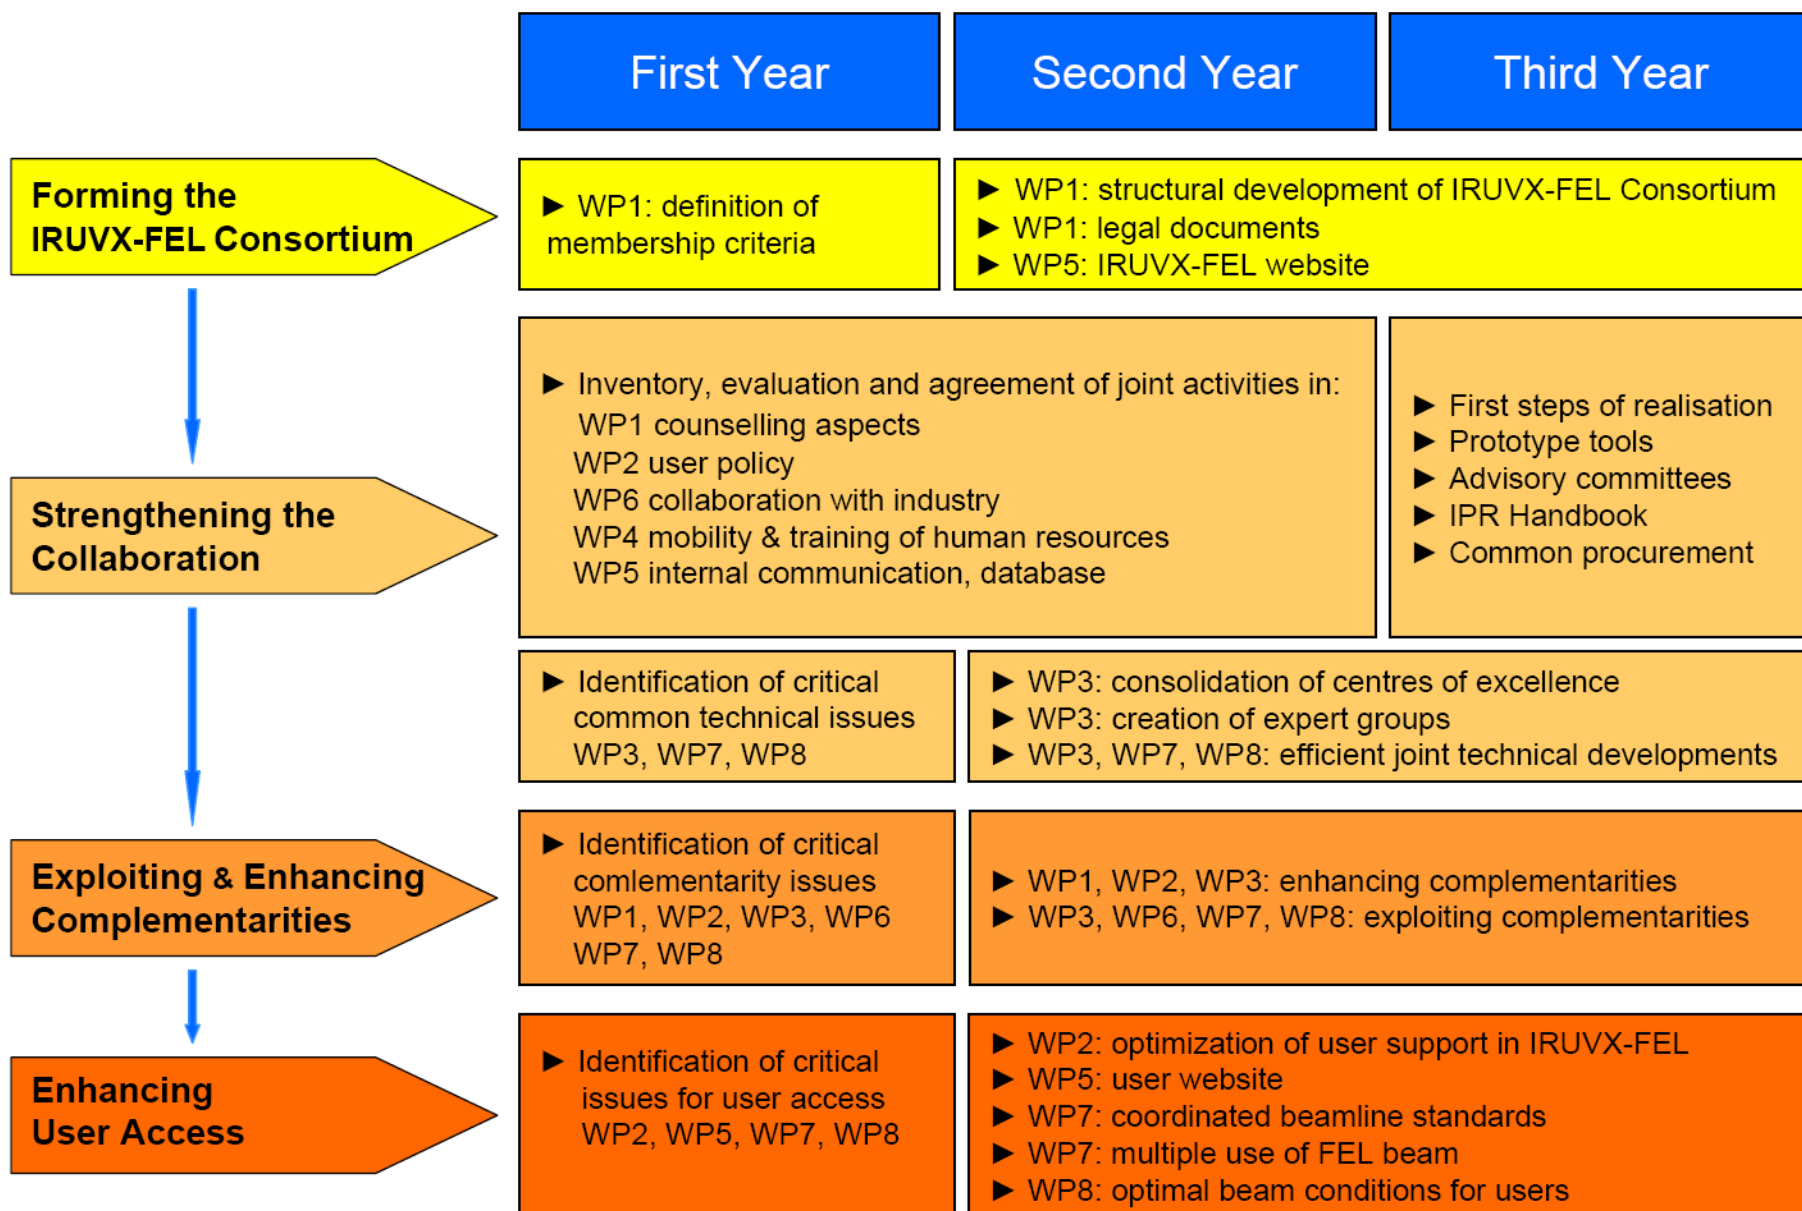 First Year
Second Year
Third Year
Forming the
IRUVX-FEL Consortium
► WP1: definition of
membership criteria
► WP1: structural development of IRUVX-FEL Consortium
► WP1: legal documents
► WP5: IRUVX-FEL website
Strengthening the
Collaboration
► Inventory, evaluation and agreement of joint activities in:
WP1 counselling aspects
WP2 user policy
WP6 collaboration with industry
WP4 mobility & training of human resources
WP5 internal communication, database
► First steps of realisation
► Prototype tools
► Advisory committees
► IPR Handbook
► Common procurement
► Identification of critical
common technical issues
WP3, WP7, WP8
► WP3: consolidation of centres of excellence
► WP3: creation of expert groups
► WP3, WP7, WP8: efficient joint technical developments
Exploiting & Enhancing
Complementarities
► Identification of critical
comlementarity issues
WP1, WP2, WP3, WP6
WP7, WP8
► WP1, WP2, WP3: enhancing complementarities
► WP3, WP6, WP7, WP8: exploiting complementarities
Enhancing
User Access
► Identification of critical
issues for user access
WP2, WP5, WP7, WP8
► WP2: optimization of user support in IRUVX-FEL
► WP5: user website
► WP7: coordinated beamline standards
► WP7: multiple use of FEL beam
► WP8: optimal beam conditions for users